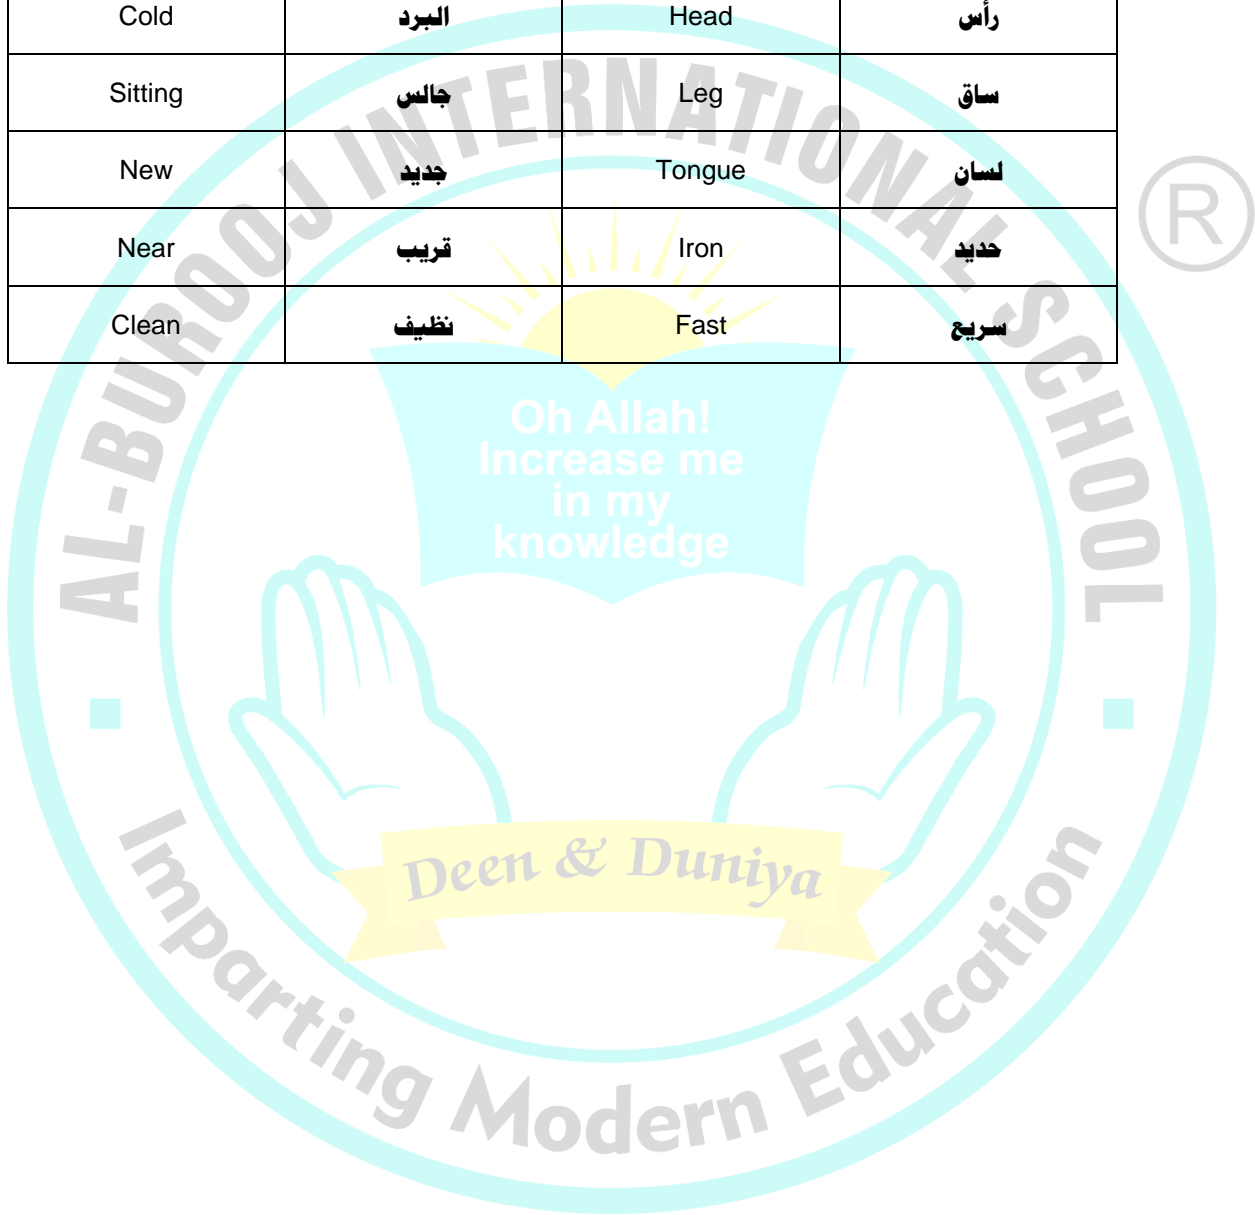 Cold البرد Head رأس
Sitting جالس Leg ساق
New جديد Tongue لسان
Near قريب Iron حديد
Clean نظيف Fast سريع
AL-BUROOJ INTERNATIONAL SCHOOL
®
Oh Allah!
Increase me
in my
knowledge
Deen & Duniya
Imparting Modern Education